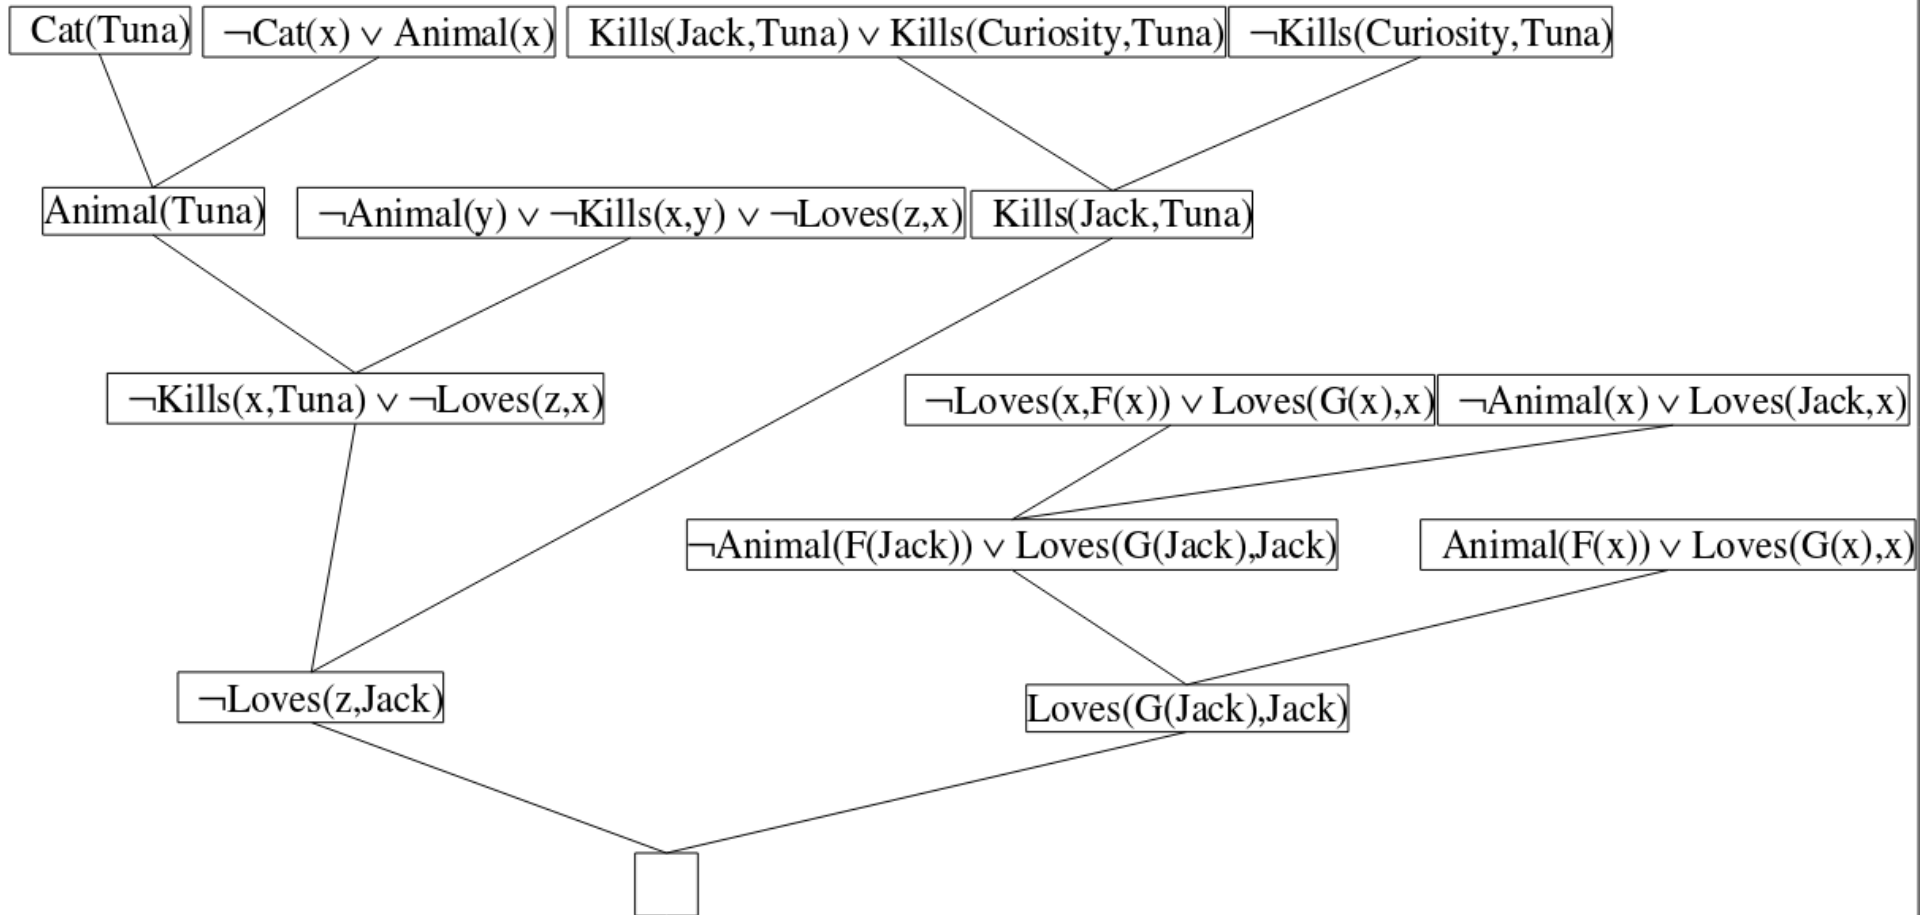 Cat(Tuna) ¬Cat(x) ∨ Animal(x) Kills(Jack,Tuna) ∨ Kills(Curiosity,Tuna) ¬Kills(Curiosity,Tuna)
Animal(Tuna) ¬Animal(y) ∨ ¬Kills(x,y) ∨ ¬Loves(z,x) Kills(Jack,Tuna)
¬Kills(x,Tuna) ∨ ¬Loves(z,x) ¬Loves(x,F(x)) ∨ Loves(G(x),x) ¬Animal(x) ∨ Loves(Jack,x)
¬Animal(F(Jack)) ∨ Loves(G(Jack),Jack) Animal(F(x)) ∨ Loves(G(x),x)
¬Loves(z,Jack) Loves(G(Jack),Jack)